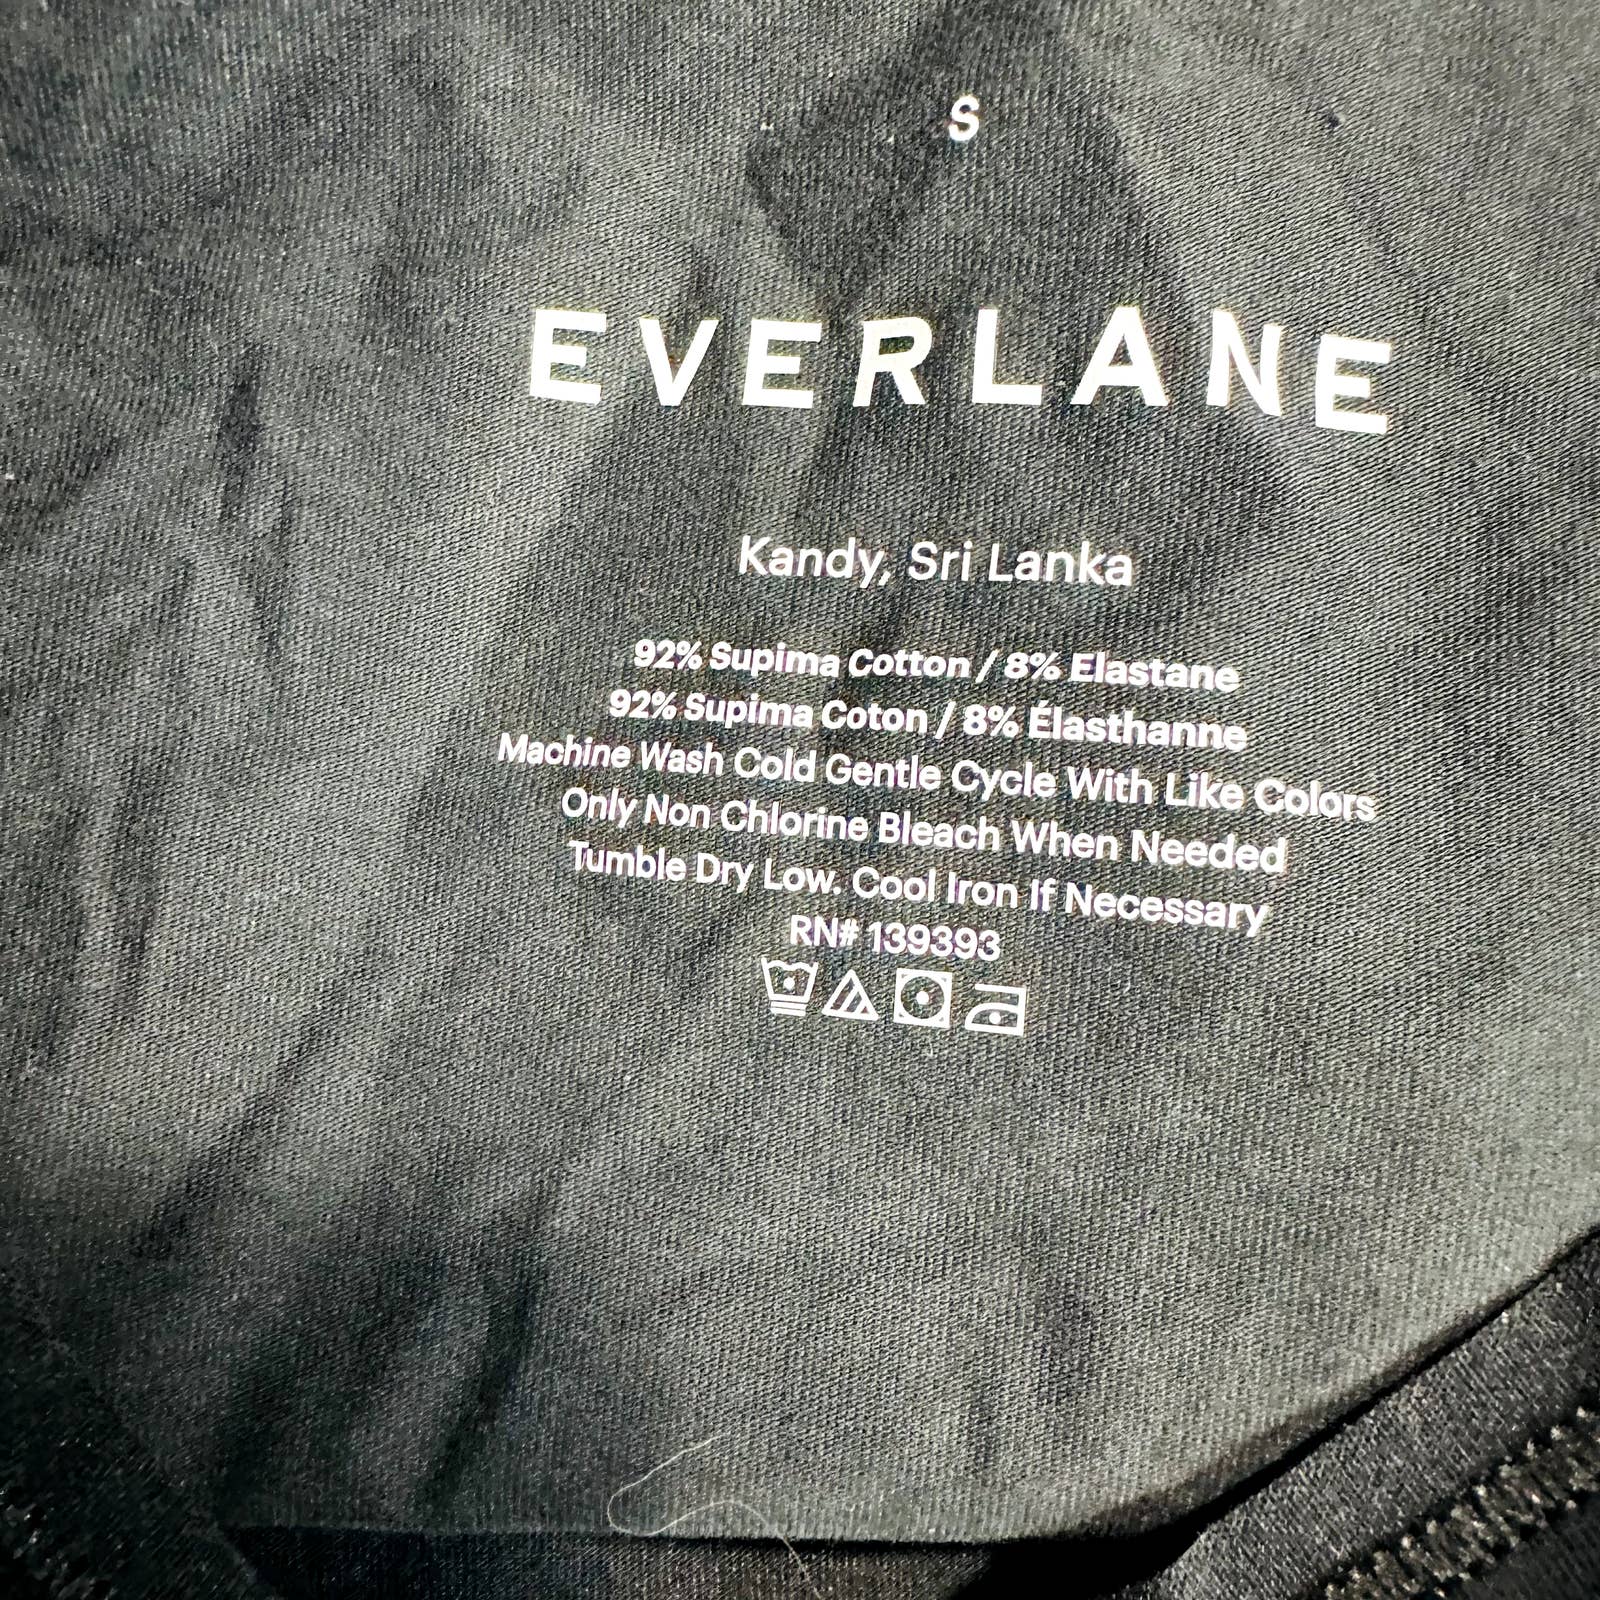 S
EVERLANE
Kandy, Sri Lanka
92% Supima Cotton / 8% Elastane
92% Supima Coton / 8% Élasthanne
Machine Wash Cold Gentle Cycle With Like Colors
Only Non Chlorine Bleach When Needed
Tumble Dry Low. Cool Iron If Necessary
RN# 139393